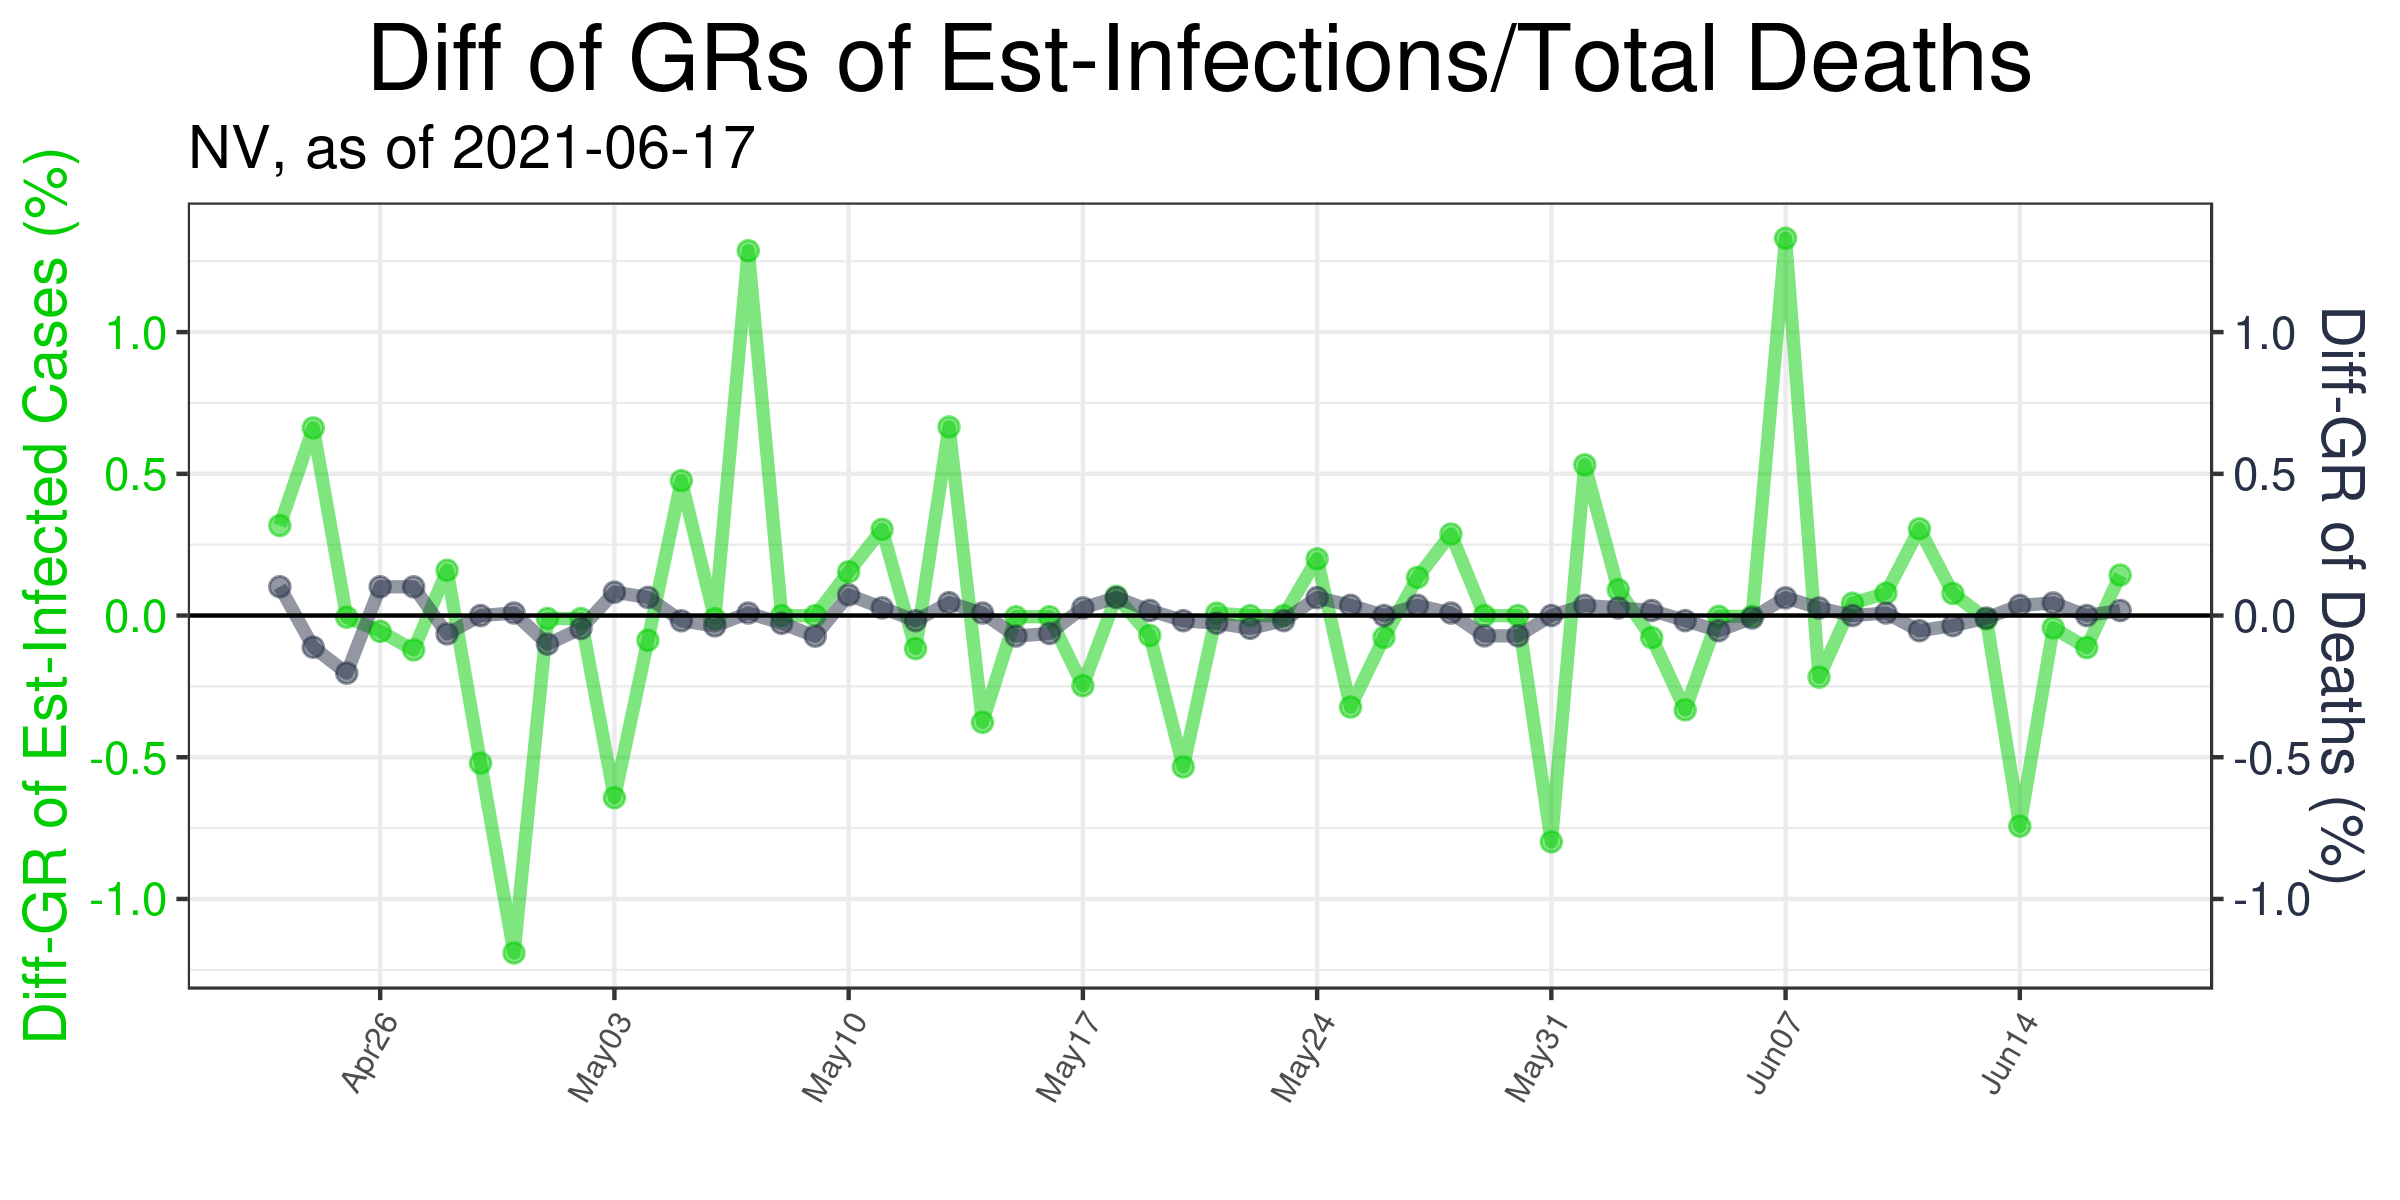 Diff of GRs of Est-Infections/Total Deaths
NV, as of 2021-06-17
Diff-GR of Est-Infected Cases (%)
1.0
0.5
0.0
-0.5
-1.0
1.0
0.5
0.0
-0.5
-1.0
Diff-GR of Deaths (%)
Apr26
May03
May10
May17
May24
May31
Jun07
Jun14